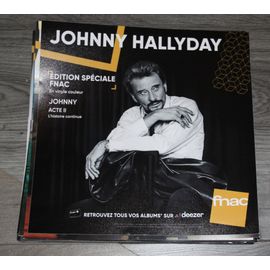 JOHNNY HALLYDAY
ÉDITION SPÉCIALE
FNAC
En vinyle couleur
JOHNNY
ACTE II
L'histoire continue
fnac
RETROUVEZ TOUS VOS ALBUMS* SUR deezer